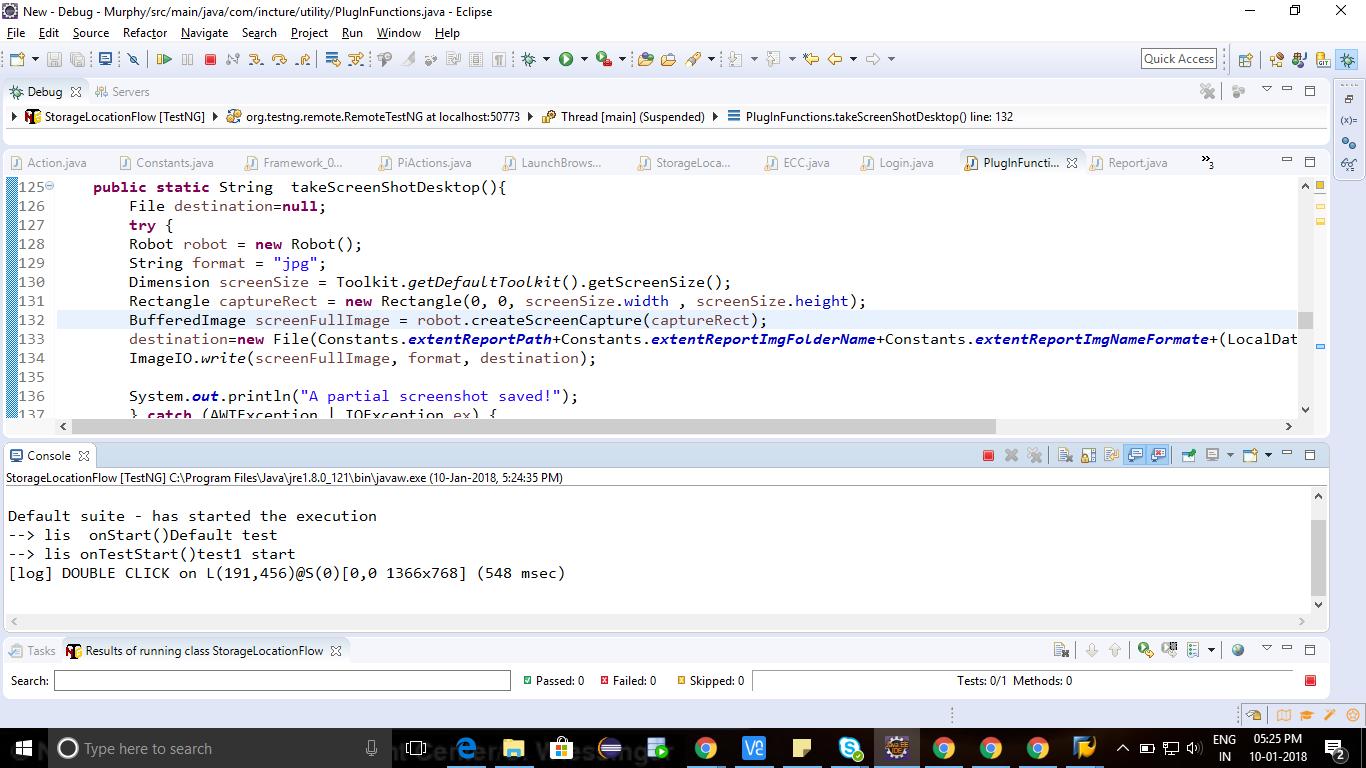 New - Debug - Murphy/src/main/java/com/incture/utility/PlugInFunctions.java - Eclipse
File Edit Source Refactor Navigate Search Project Run Window Help
Quick Access
Debug Servers
StorageLocationFlow [TestNG] org.testng.remote.RemoteTestNG at localhost:50773 Thread [main] (Suspended) PlugInFunctions.takeScreenShotDesktop() line: 132
Action.java Constants.java Framework_0... PiActions.java LaunchBrows... StorageLoca... ECC.java Login.java PlugInFuncti... Report.java »3
125 public static String takeScreenShotDesktop(){
126 File destination=null;
127 try {
128 Robot robot = new Robot();
129 String format = "jpg";
130 Dimension screenSize = Toolkit.getDefaultToolkit().getScreenSize();
131 Rectangle captureRect = new Rectangle(0, 0, screenSize.width , screenSize.height);
132 BufferedImage screenFullImage = robot.createScreenCapture(captureRect);
133 destination=new File(Constants.extentReportPath+Constants.extentReportImgFolderName+Constants.extentReportImgNameFormate+(LocalDat
134 ImageIO.write(screenFullImage, format, destination);
135
136 System.out.println("A partial screenshot saved!");
137 } catch (AWTException | IOException ex) {
Console
StorageLocationFlow [TestNG] C:\Program Files\Java\jre1.8.0_121\bin\javaw.exe (10-Jan-2018, 5:24:35 PM)
Default suite - has started the execution
--> lis  onStart()Default test
--> lis onTestStart()test1 start
[log] DOUBLE CLICK on L(191,456)@S(0)[0,0 1366x768] (548 msec)
Tasks Results of running class StorageLocationFlow
Search: Passed: 0 Failed: 0 Skipped: 0 Tests: 0/1 Methods: 0
Type here to search
ENG 05:25 PM
IN 10-01-2018 2